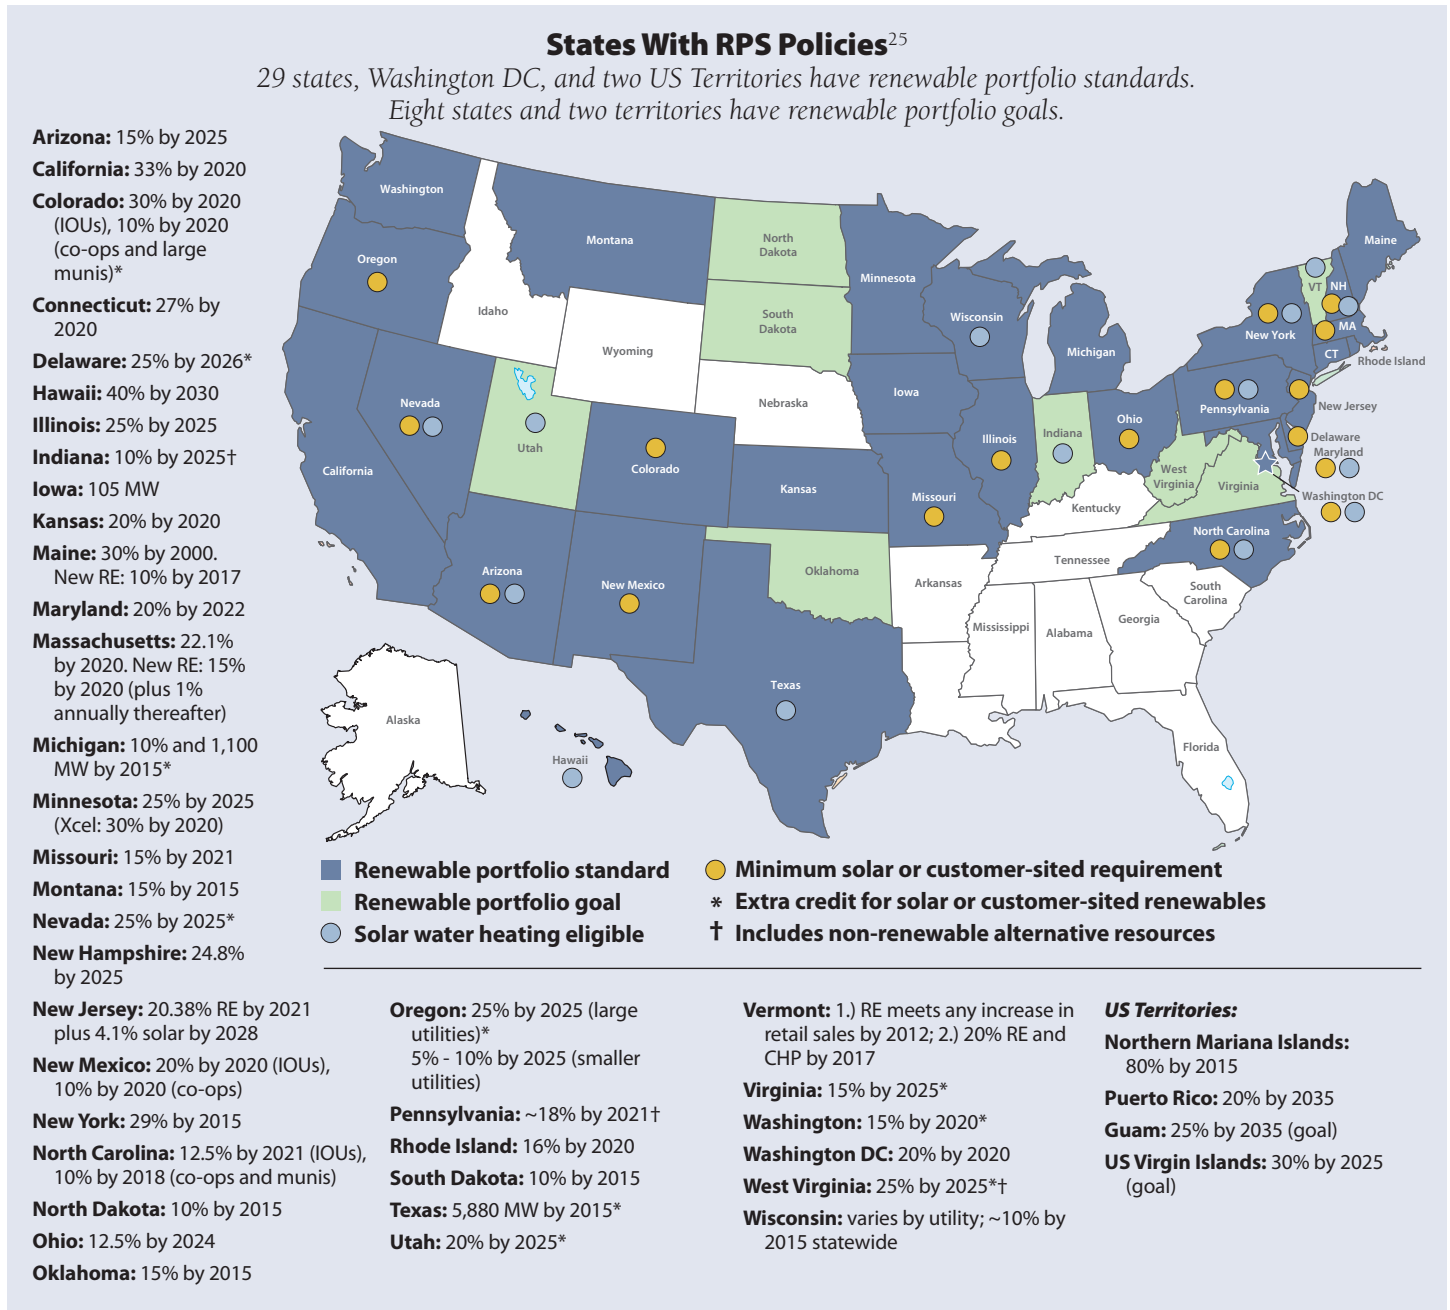 States With RPS Policies25
29 states, Washington DC, and two US Territories have renewable portfolio standards.
Eight states and two territories have renewable portfolio goals.
Arizona: 15% by 2025
California: 33% by 2020
Colorado: 30% by 2020
(IOUs), 10% by 2020
(co-ops and large
munis)*
Connecticut: 27% by
2020
Delaware: 25% by 2026*
Hawaii: 40% by 2030
Illinois: 25% by 2025
Indiana: 10% by 2025†
Iowa: 105 MW
Kansas: 20% by 2020
Maine: 30% by 2000.
New RE: 10% by 2017
Maryland: 20% by 2022
Massachusetts: 22.1%
by 2020. New RE: 15%
by 2020 (plus 1%
annually thereafter)
Michigan: 10% and 1,100
MW by 2015*
Minnesota: 25% by 2025
(Xcel: 30% by 2020)
Missouri: 15% by 2021
Montana: 15% by 2015
Nevada: 25% by 2025*
New Hampshire: 24.8%
by 2025
New Jersey: 20.38% RE by 2021
plus 4.1% solar by 2028
New Mexico: 20% by 2020 (IOUs),
10% by 2020 (co-ops)
New York: 29% by 2015
North Carolina: 12.5% by 2021 (IOUs),
10% by 2018 (co-ops and munis)
North Dakota: 10% by 2015
Ohio: 12.5% by 2024
Oklahoma: 15% by 2015
Washington
Oregon
Idaho
Montana
Wyoming
North
Dakota
South
Dakota
Nebraska
Minnesota
Wisconsin
Iowa
Michigan
Nevada
Utah
Colorado
California
Kansas
Missouri
Illinois
Indiana
Ohio
Kentucky
West
Virginia
Virginia
Pennsylvania
New York
VT
NH
Maine
MA
CT
Rhode Island
New Jersey
Delaware
Maryland
Washington DC
North Carolina
Tennessee
South
Carolina
Arizona
New Mexico
Oklahoma
Arkansas
Mississippi
Alabama
Georgia
Texas
Florida
Alaska
Hawaii
Renewable portfolio standard
Renewable portfolio goal
Solar water heating eligible
Minimum solar or customer-sited requirement
* Extra credit for solar or customer-sited renewables
† Includes non-renewable alternative resources
Oregon: 25% by 2025 (large
utilities)*
5% - 10% by 2025 (smaller
utilities)
Pennsylvania: ~18% by 2021†
Rhode Island: 16% by 2020
South Dakota: 10% by 2015
Texas: 5,880 MW by 2015*
Utah: 20% by 2025*
Vermont: 1.) RE meets any increase in
retail sales by 2012; 2.) 20% RE and
CHP by 2017
Virginia: 15% by 2025*
Washington: 15% by 2020*
Washington DC: 20% by 2020
West Virginia: 25% by 2025*†
Wisconsin: varies by utility; ~10% by
2015 statewide
US Territories:
Northern Mariana Islands:
80% by 2015
Puerto Rico: 20% by 2035
Guam: 25% by 2035 (goal)
US Virgin Islands: 30% by 2025
(goal)